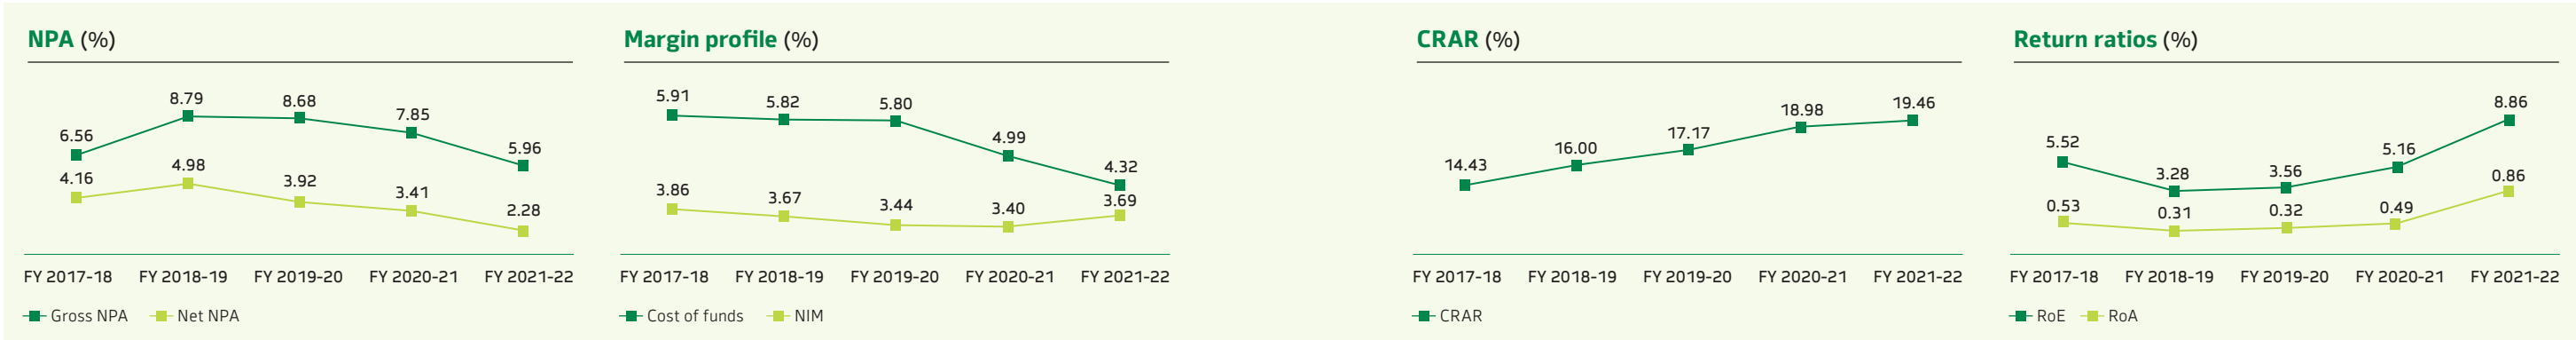 NPA (%)
8.79
8.68
7.85
6.56
5.96
4.98
4.16
3.92
3.41
2.28
FY 2017-18 FY 2018-19 FY 2019-20 FY 2020-21 FY 2021-22
Gross NPA Net NPA
Margin profile (%)
5.91
5.82
5.80
4.99
4.32
3.86
3.67
3.44
3.40
3.69
FY 2017-18 FY 2018-19 FY 2019-20 FY 2020-21 FY 2021-22
Cost of funds NIM
CRAR (%)
14.43
16.00
17.17
18.98
19.46
FY 2017-18 FY 2018-19 FY 2019-20 FY 2020-21 FY 2021-22
CRAR
Return ratios (%)
8.86
5.52
5.16
3.56
3.28
0.86
0.53
0.31
0.32
0.49
FY 2017-18 FY 2018-19 FY 2019-20 FY 2020-21 FY 2021-22
RoE RoA